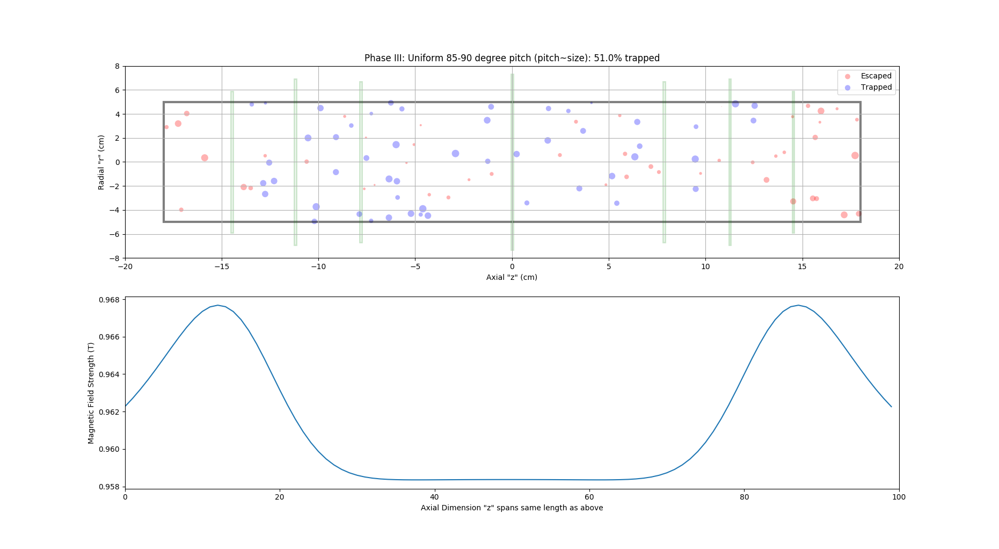 Phase III: Uniform 85-90 degree pitch (pitch~size): 51.0% trapped
Escaped
Trapped
8
6
4
2
0
−2
−4
−6
−8
Radial "r" (cm)
−20 −15 −10 −5 0 5 10 15 20
Axial "z" (cm)
0.968
0.966
0.964
0.962
0.960
0.958
Magnetic Field Strength (T)
0 20 40 60 80 100
Axial Dimension "z" spans same length as above